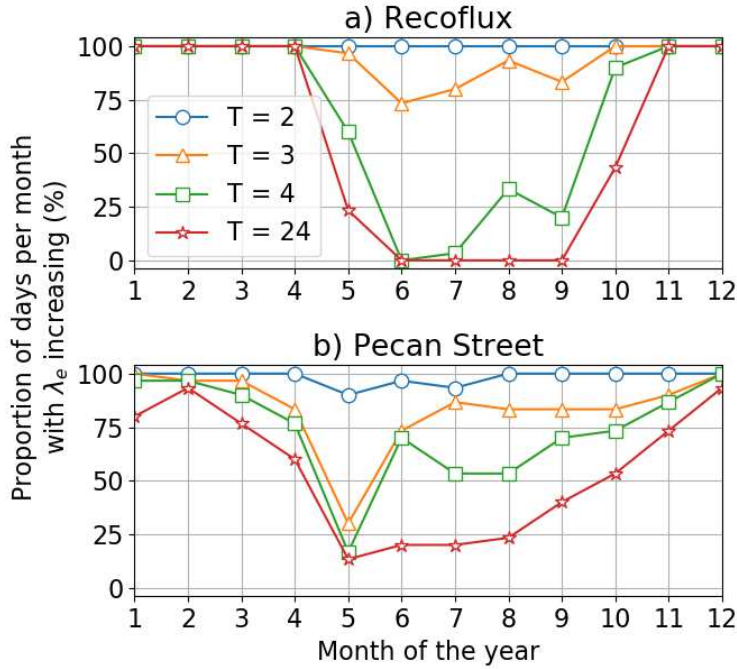 a) Recoflux
100
75
50
25
0
T = 2
T = 3
T = 4
T = 24
1 2 3 4 5 6 7 8 9 10 11 12
b) Pecan Street
100
75
50
25
0
1 2 3 4 5 6 7 8 9 10 11 12
Month of the year
Proportion of days per month
with λₑ increasing (%)